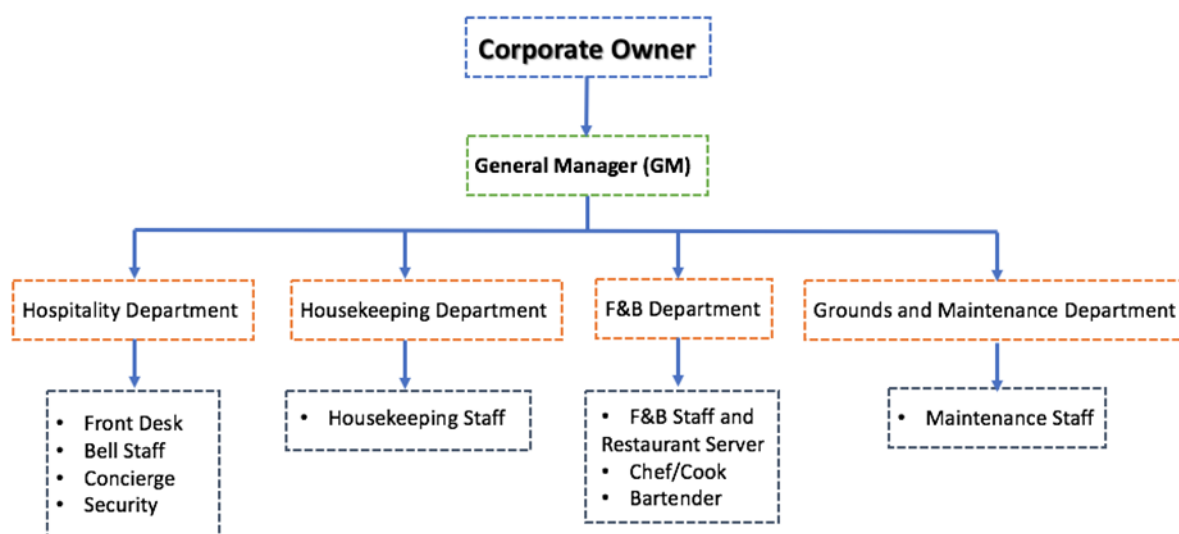 Corporate Owner
General Manager (GM)
Hospitality Department
Housekeeping Department
F&B Department
Grounds and Maintenance Department
• Front Desk
• Bell Staff
• Concierge
• Security
• Housekeeping Staff
• F&B Staff and
Restaurant Server
• Chef/Cook
• Bartender
• Maintenance Staff